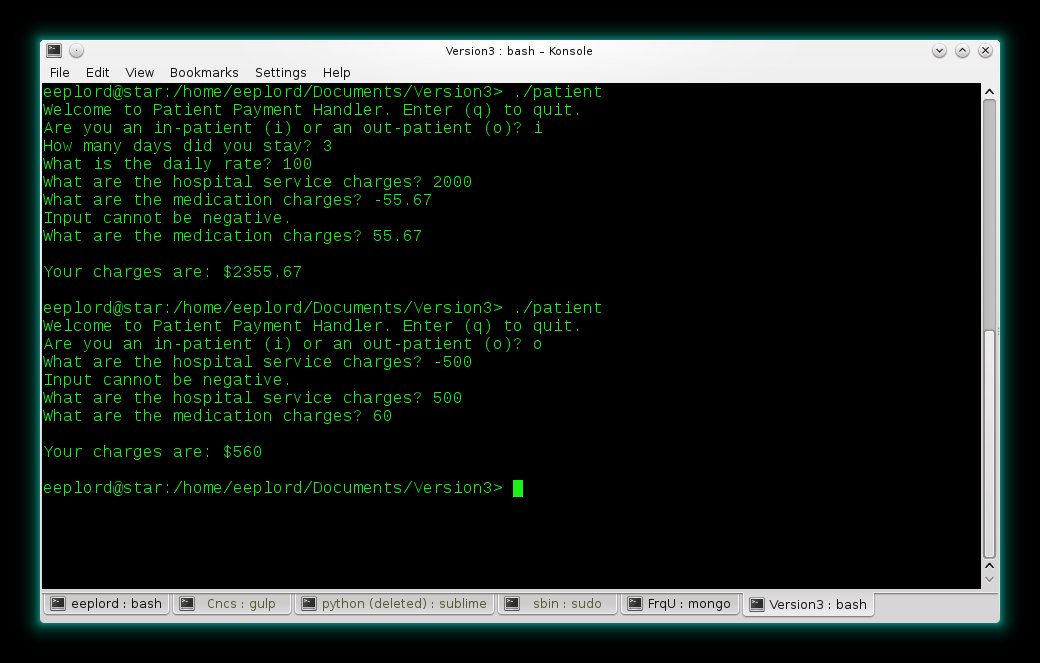 Version3 : bash – Konsole
File Edit View Bookmarks Settings Help
eeplord@star:/home/eeplord/Documents/Version3> ./patient
Welcome to Patient Payment Handler. Enter (q) to quit.
Are you an in-patient (i) or an out-patient (o)? i
How many days did you stay? 3
What is the daily rate? 100
What are the hospital service charges? 2000
What are the medication charges? -55.67
Input cannot be negative.
What are the medication charges? 55.67
Your charges are: $2355.67
eeplord@star:/home/eeplord/Documents/Version3> ./patient
Welcome to Patient Payment Handler. Enter (q) to quit.
Are you an in-patient (i) or an out-patient (o)? o
What are the hospital service charges? -500
Input cannot be negative.
What are the hospital service charges? 500
What are the medication charges? 60
Your charges are: $560
eeplord@star:/home/eeplord/Documents/Version3>
eeplord : bash Cncs : gulp python (deleted) : sublime sbin : sudo FrqU : mongo Version3 : bash